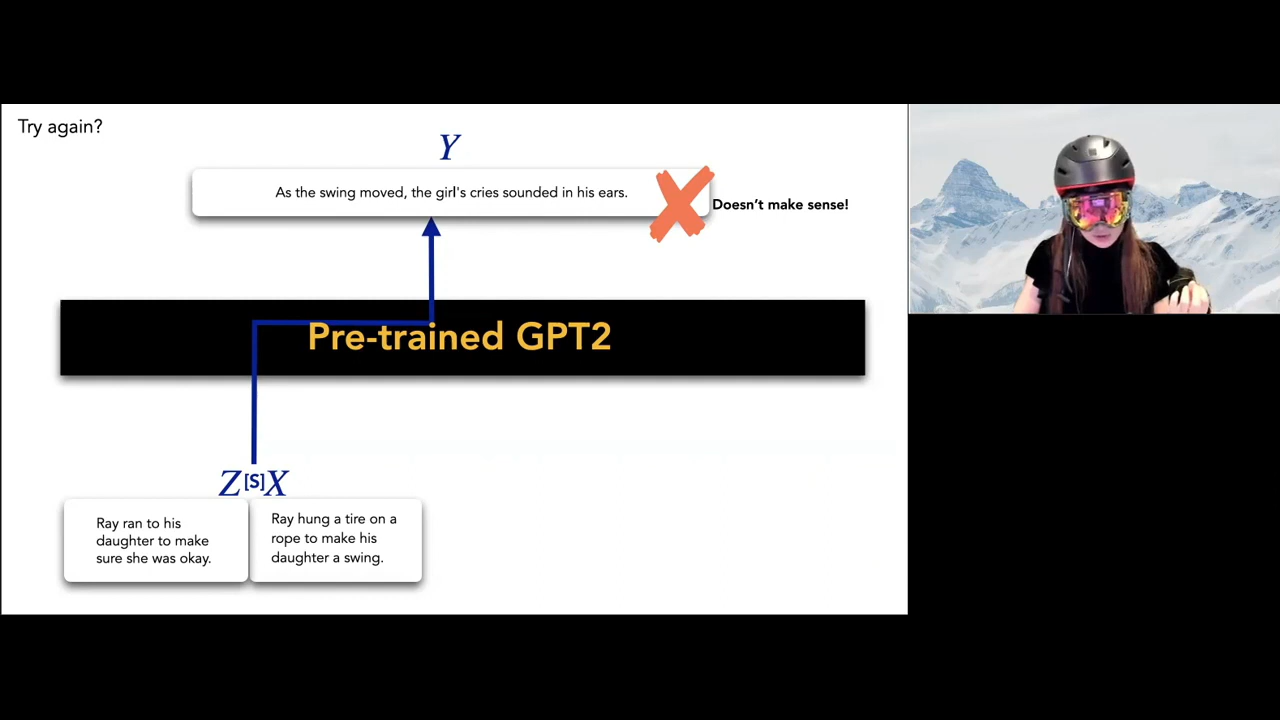 Try again?
Y
As the swing moved, the girl's cries sounded in his ears.
Doesn't make sense!
Pre-trained GPT2
Z[S]X
Ray ran to his
daughter to make
sure she was okay.
Ray hung a tire on a
rope to make his
daughter a swing.